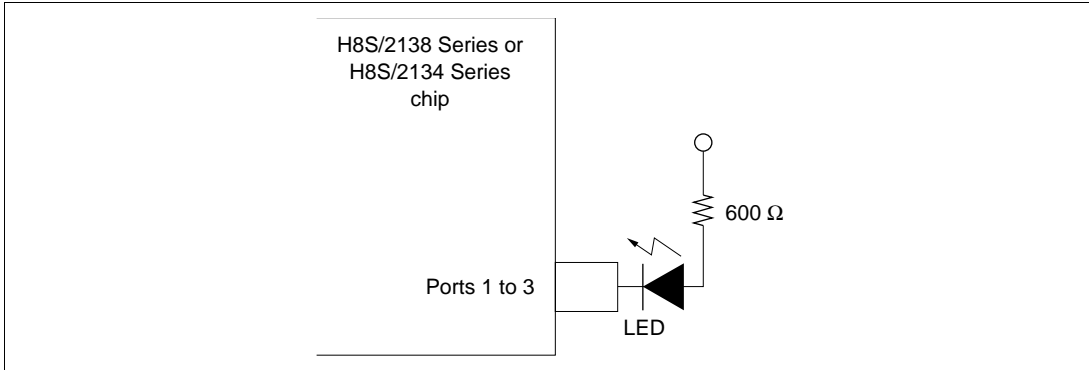 H8S/2138 Series or
H8S/2134 Series
chip
600 Ω
Ports 1 to 3
LED